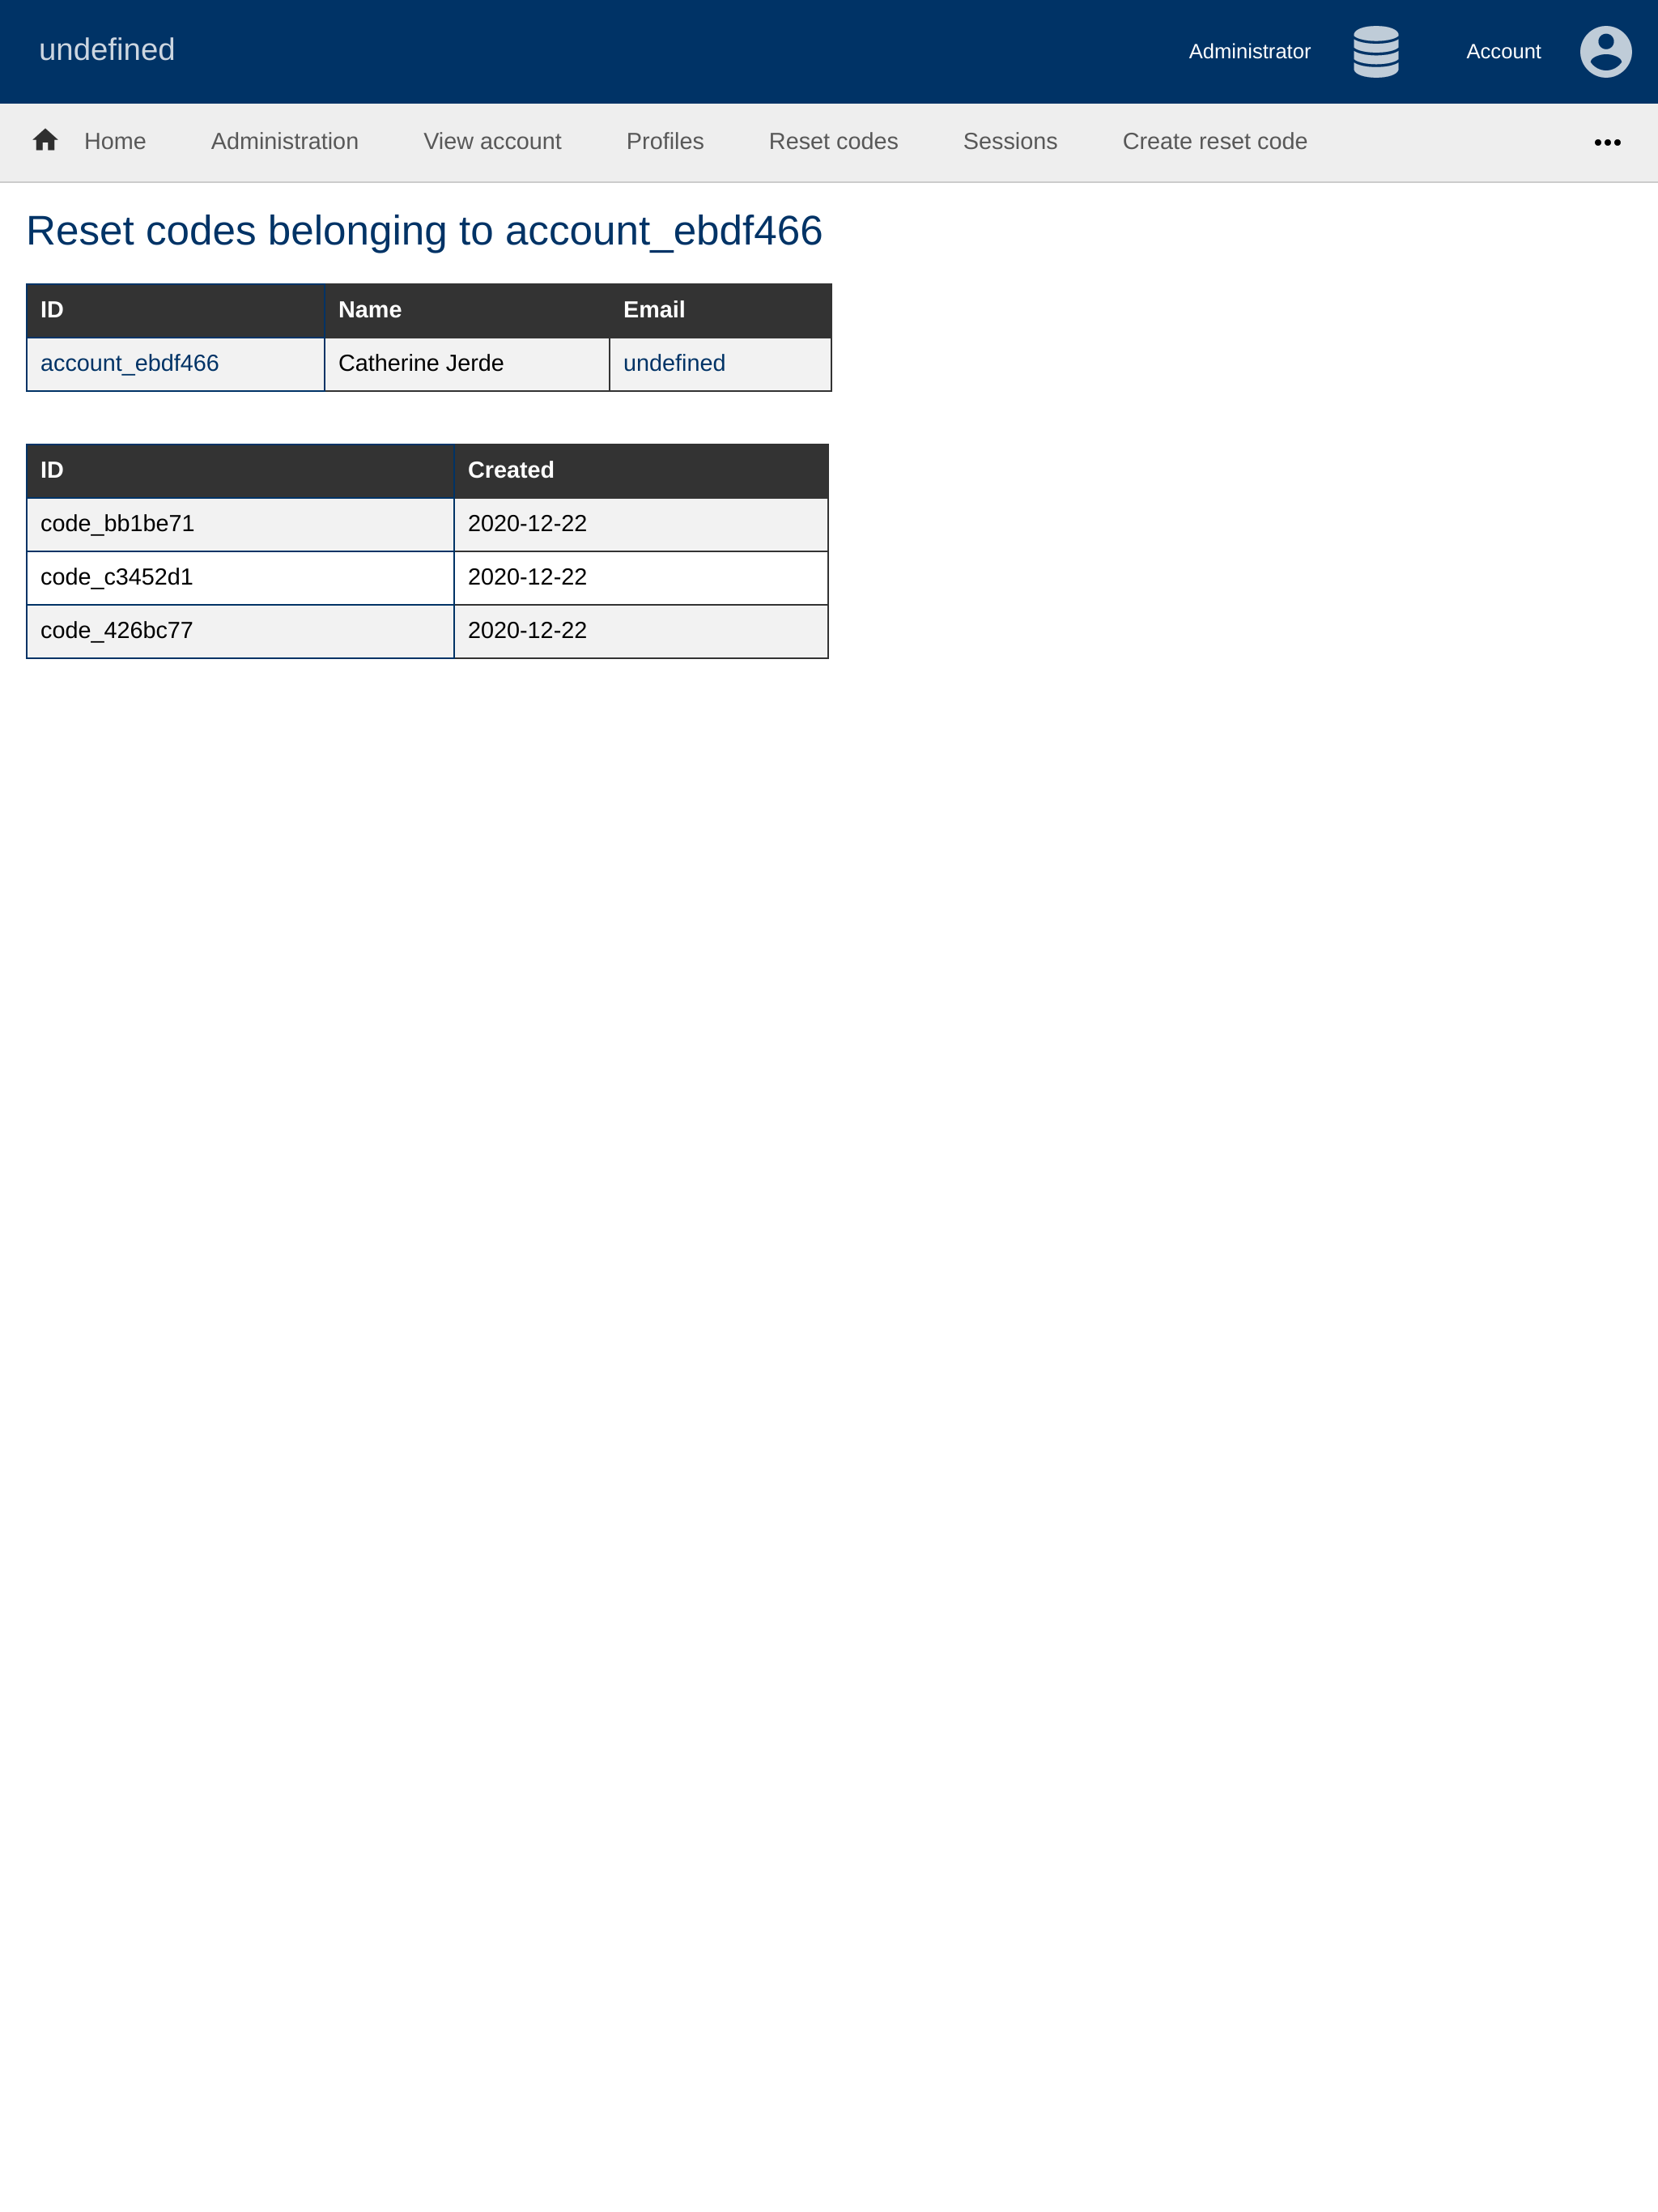 undefined
Administrator
Account
Home
Administration
View account
Profiles
Reset codes
Sessions
Create reset code
Reset codes belonging to account_ebdf466
ID Name Email
account_ebdf466 Catherine Jerde undefined
ID Created
code_bb1be71 2020-12-22
code_c3452d1 2020-12-22
code_426bc77 2020-12-22